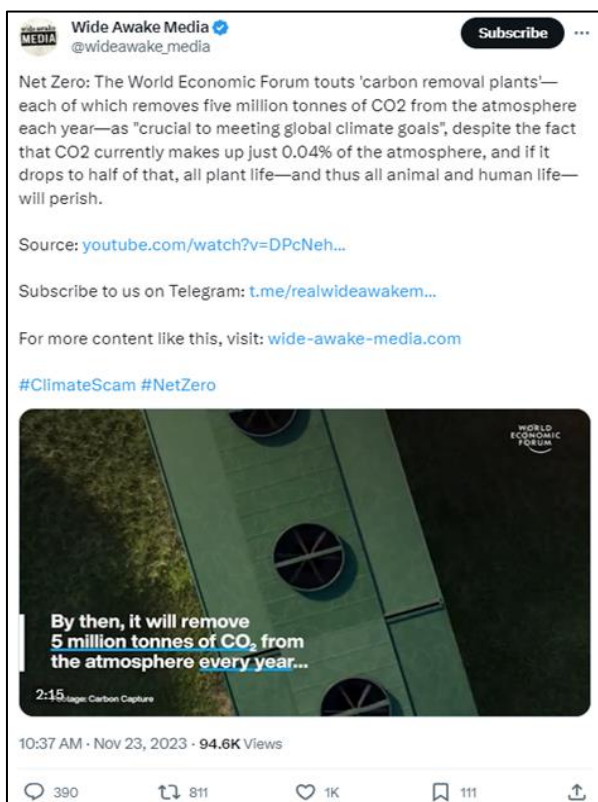 wide awake
MEDIA
Wide Awake Media
@wideawake_media
Subscribe
Net Zero: The World Economic Forum touts 'carbon removal plants'—
each of which removes five million tonnes of CO2 from the atmosphere
each year—as "crucial to meeting global climate goals", despite the fact
that CO2 currently makes up just 0.04% of the atmosphere, and if it
drops to half of that, all plant life—and thus all animal and human life—
will perish.
Source: youtube.com/watch?v=DPcNeh...
Subscribe to us on Telegram: t.me/realwideawakem...
For more content like this, visit: wide-awake-media.com
#ClimateScam #NetZero
WORLD
ECONOMIC
FORUM
By then, it will remove
5 million tonnes of CO₂ from
the atmosphere every year...
2:15 Carbon Capture
10:37 AM · Nov 23, 2023 · 94.6K Views
390 811 1K 111